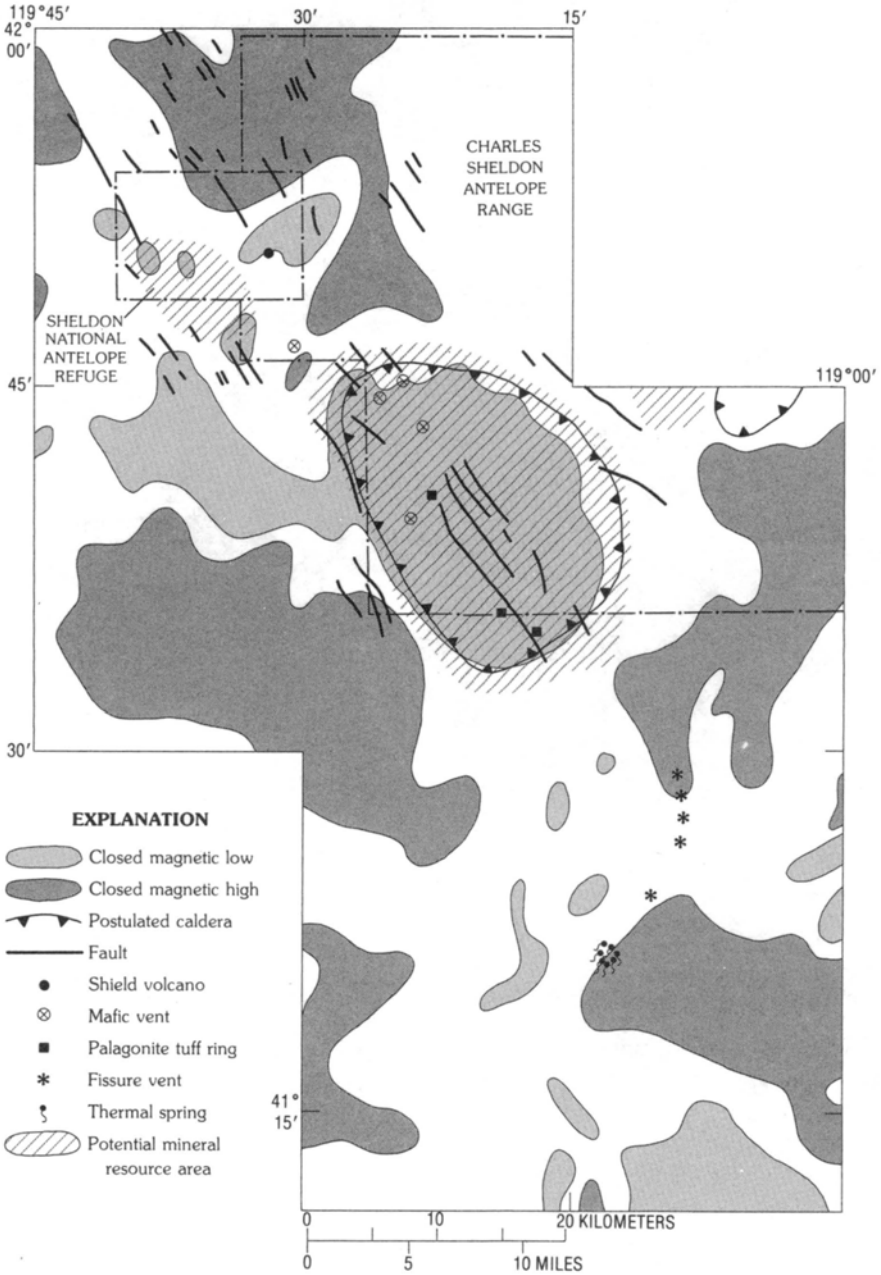 119°45′
30′
15′
42°
00′
CHARLES
SHELDON
ANTELOPE
RANGE
SHELDON
NATIONAL
ANTELOPE
REFUGE
45′
119°00′
30′
EXPLANATION
Closed magnetic low
Closed magnetic high
Postulated caldera
Fault
Shield volcano
Mafic vent
Palagonite tuff ring
Fissure vent
Thermal spring
Potential mineral
resource area
41°
15′
0 10 20 KILOMETERS
0 5 10 MILES